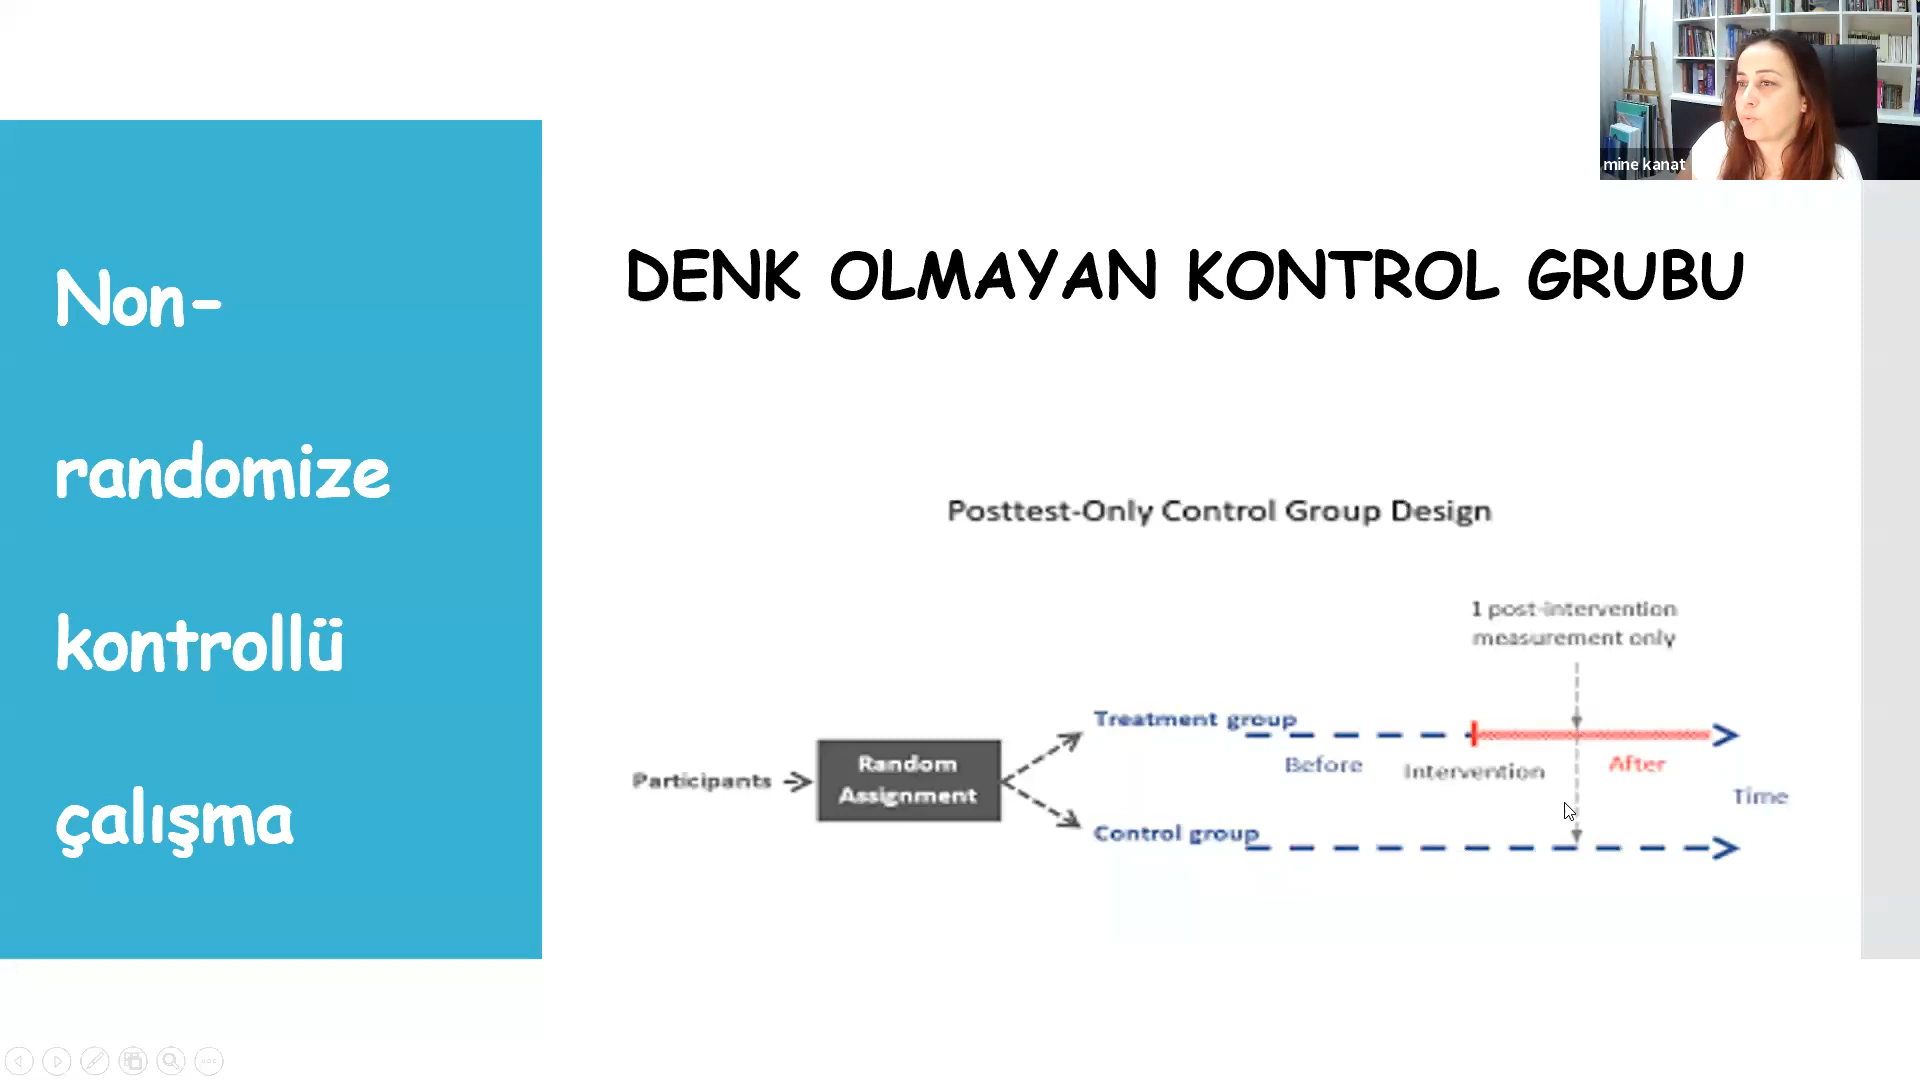 mine kanat
Non-
randomize
kontrollü
çalışma
DENK OLMAYAN KONTROL GRUBU
Posttest-Only Control Group Design
1 post-intervention
measurement only
Participants
Random
Assignment
Treatment group
Before
Intervention
After
Time
Control group